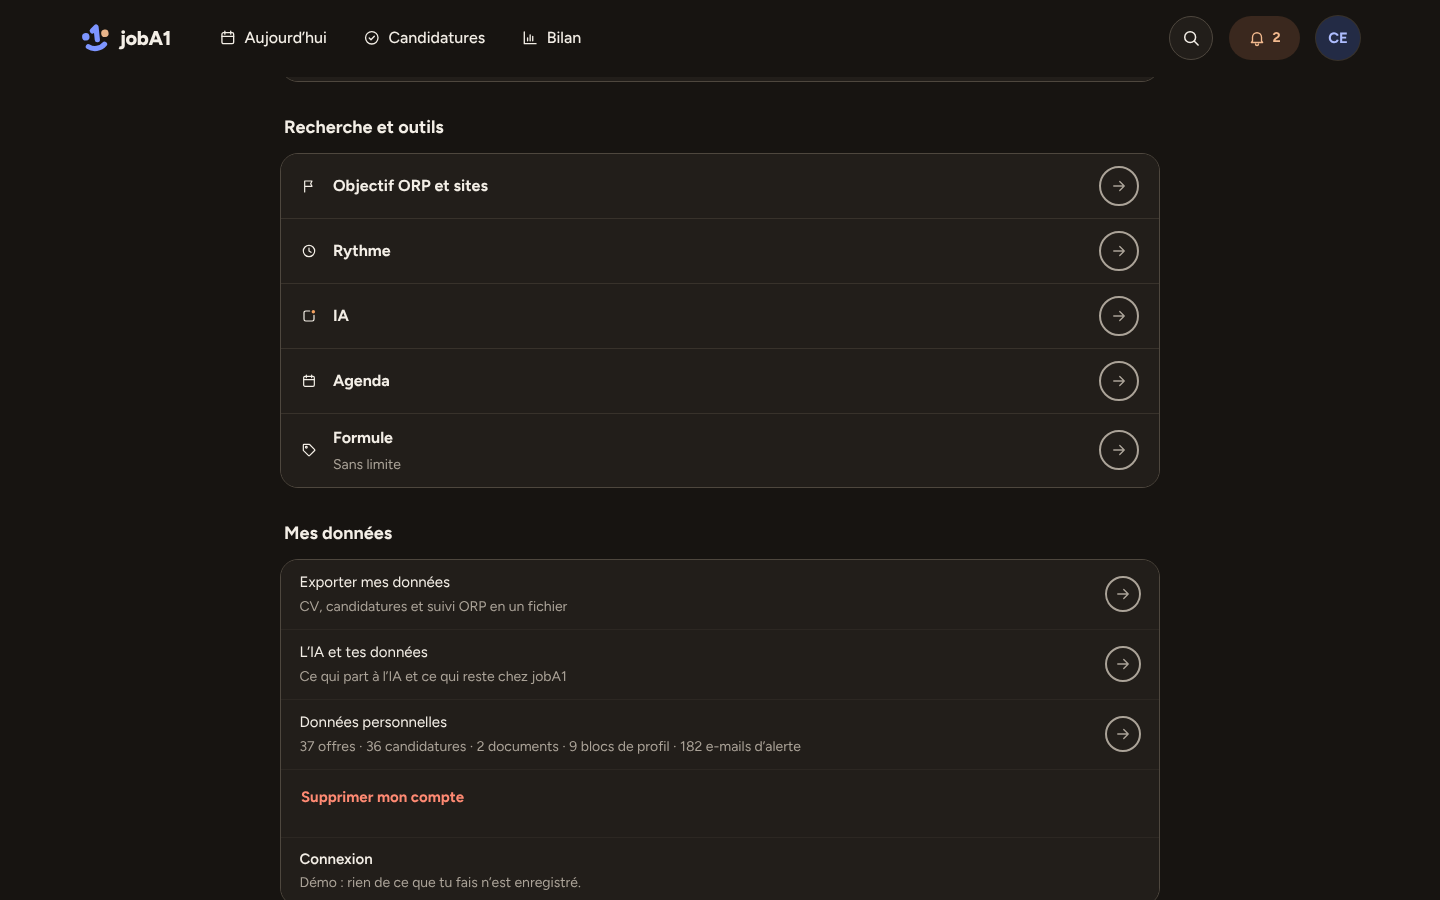 jobA1
Aujourd’hui
Candidatures
Bilan
2
CE
Recherche et outils
Objectif ORP et sites
Rythme
IA
Agenda
Formule
Sans limite
Mes données
Exporter mes données
CV, candidatures et suivi ORP en un fichier
L’IA et tes données
Ce qui part à l’IA et ce qui reste chez jobA1
Données personnelles
37 offres · 36 candidatures · 2 documents · 9 blocs de profil · 182 e-mails d’alerte
Supprimer mon compte
Connexion
Démo : rien de ce que tu fais n’est enregistré.